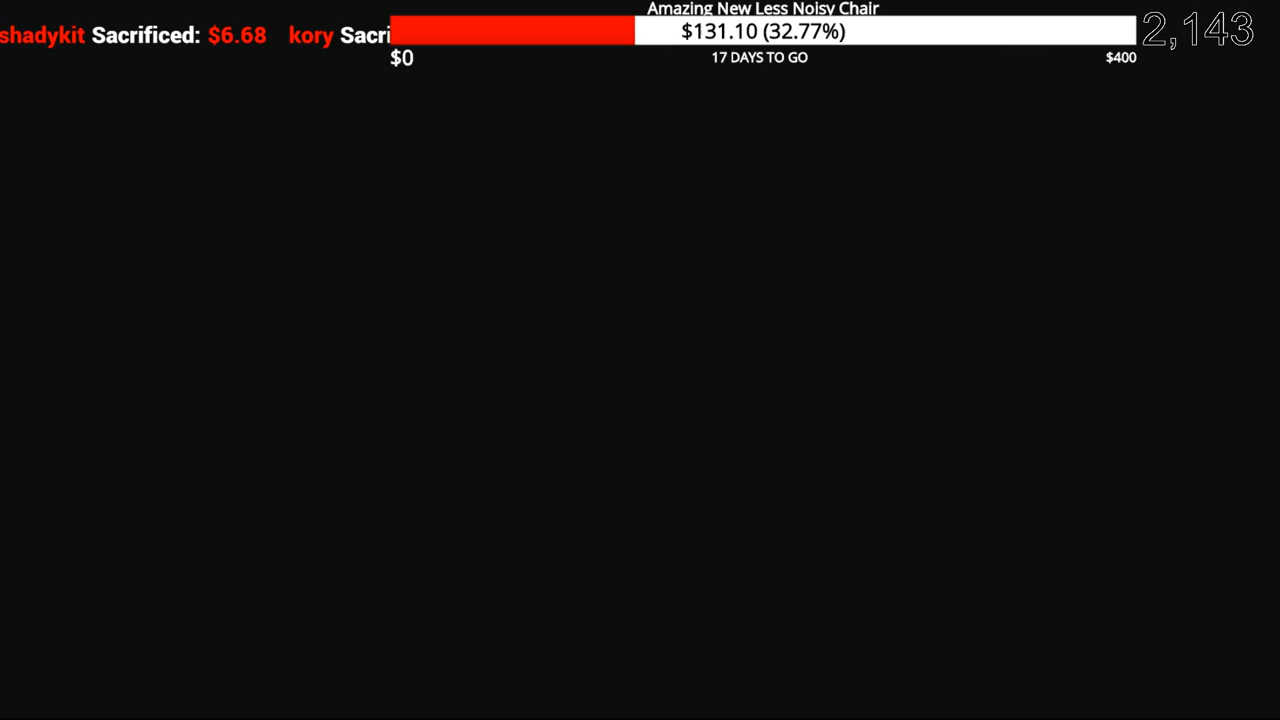 Amazing New Less Noisy Chair
shadykit Sacrificed: $6.68 kory Sacri
$131.10 (32.77%)
2,143
$0
17 DAYS TO GO
$400